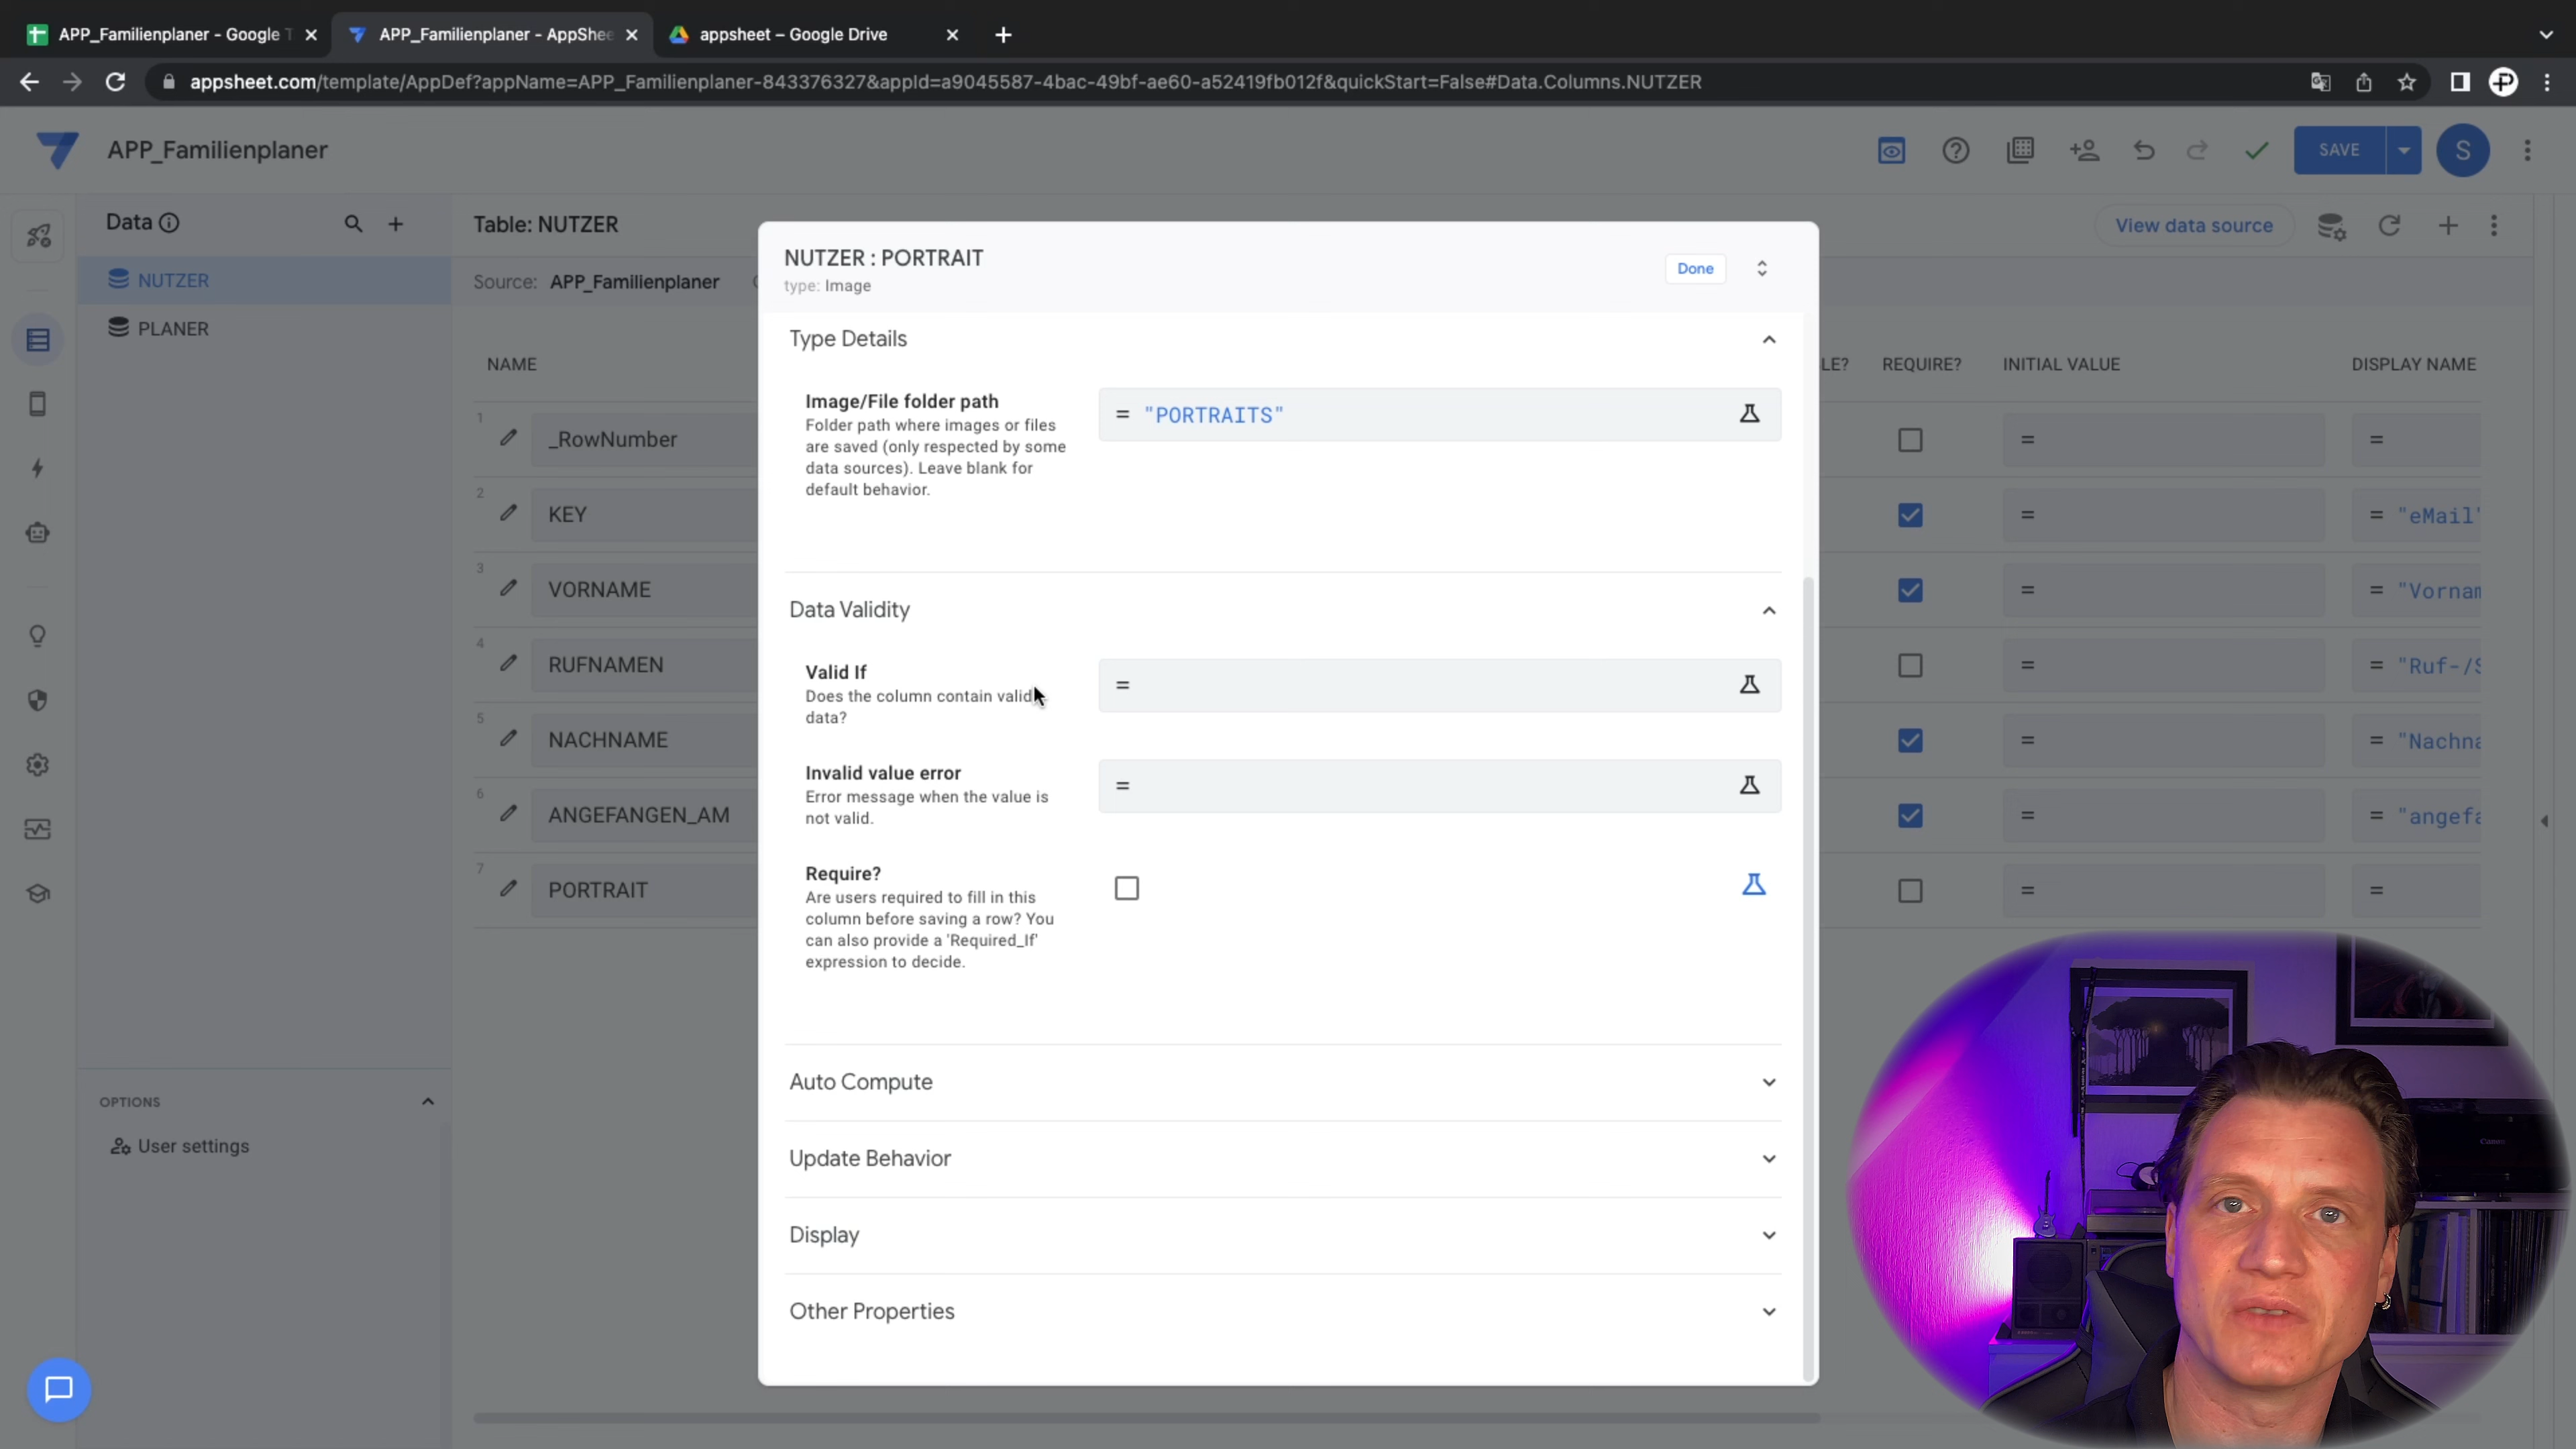 APP_Familienplaner - Google T
APP_Familienplaner - AppShee
appsheet – Google Drive
appsheet.com/template/AppDef?appName=APP_Familienplaner-843376327&appId=a9045587-4bac-49bf-ae60-a52419fb012f&quickStart=False#Data.Columns.NUTZER
APP_Familienplaner
SAVE
S
Data
Table: NUTZER
View data source
NUTZER
PLANER
Source: APP_Familienplaner
NAME
LE?
REQUIRE?
INITIAL VALUE
DISPLAY NAME
1
_RowNumber
=
=
2
KEY
=
= "eMail"
3
VORNAME
=
= "Vornam
4
RUFNAMEN
=
= "Ruf-/S
5
NACHNAME
=
= "Nachna
6
ANGEFANGEN_AM
=
= "angefa
7
PORTRAIT
=
=
OPTIONS
User settings
NUTZER : PORTRAIT
type: Image
Done
Type Details
Image/File folder path
Folder path where images or files
are saved (only respected by some
data sources). Leave blank for
default behavior.
= "PORTRAITS"
Data Validity
Valid If
Does the column contain valid
data?
=
Invalid value error
Error message when the value is
not valid.
=
Require?
Are users required to fill in this
column before saving a row? You
can also provide a 'Required_If'
expression to decide.
Auto Compute
Update Behavior
Display
Other Properties
Canon